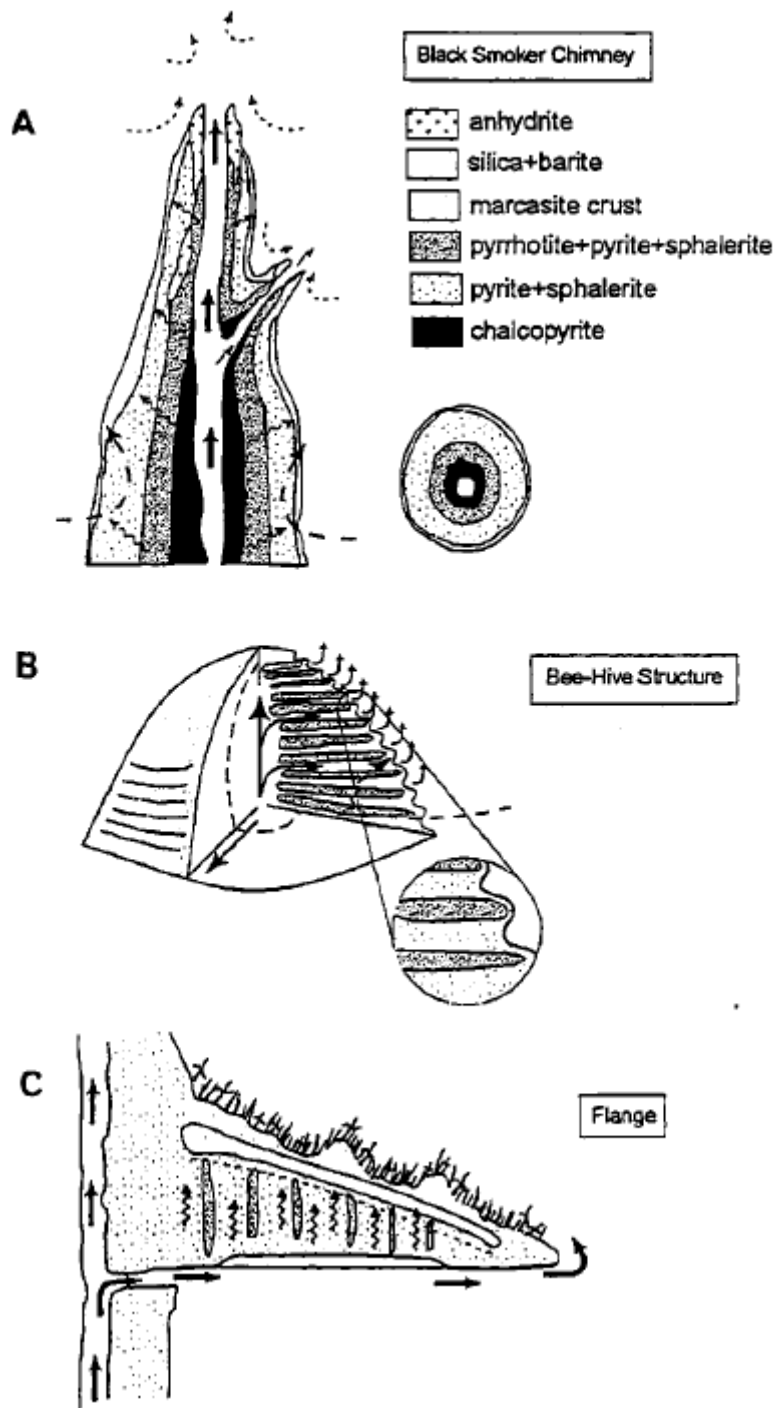 Black Smoker Chimney
A
anhydrite
silica+barite
marcasite crust
pyrrhotite+pyrite+sphalerite
pyrite+sphalerite
chalcopyrite
B
Bee-Hive Structure
C
Flange